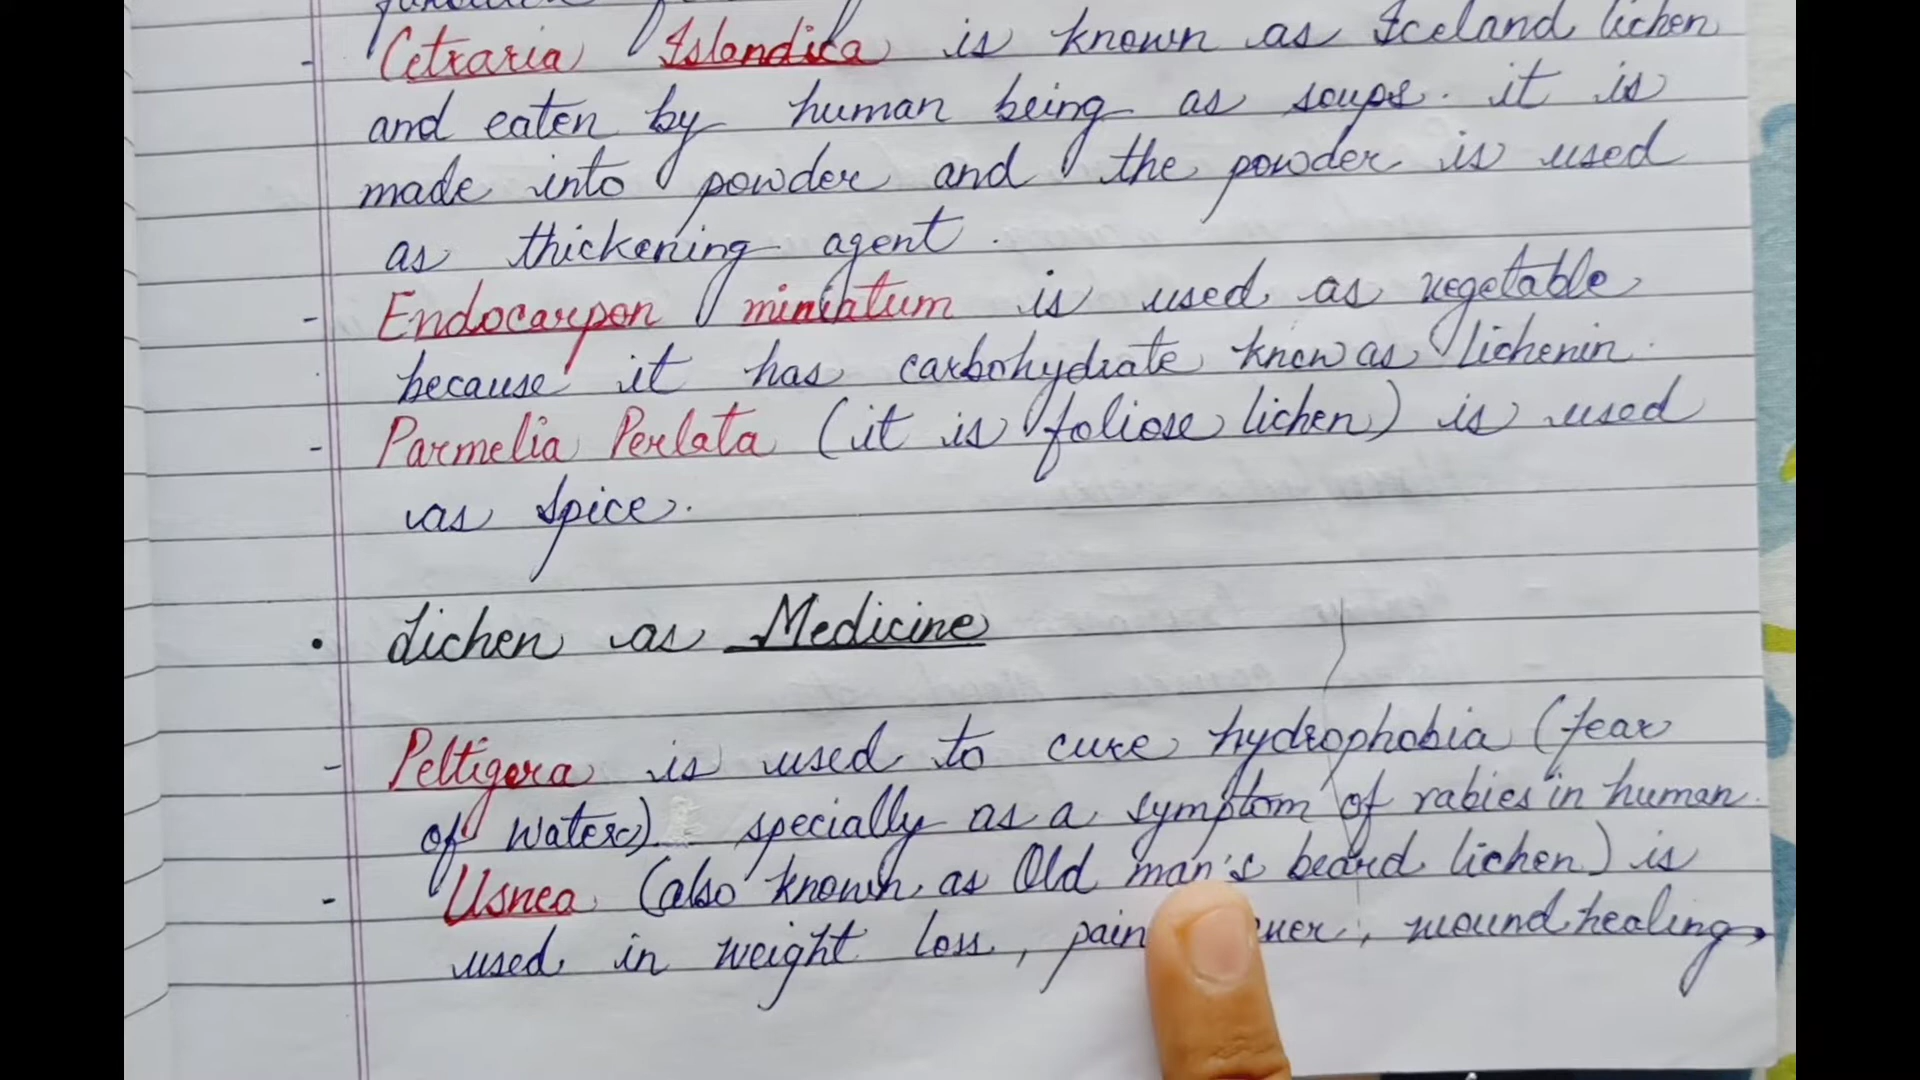 - Cetraria Islandica is known as Iceland lichen
and eaten by human being as soups. it is
made into powder and the powder is used
as thickening agent.
- Endocarpon miniatum is used as vegetable
because it has carbohydrate know as lichenin.
- Parmelia Perlata (it is foliose lichen) is used
as spice.
• Lichen as Medicine
- Peltigera is used to cure hydrophobia (fear
of water) specially as a symptom of rabies in human.
- Usnea (also known as Old man's beard lichen) is
used in weight loss, pain wound healing,